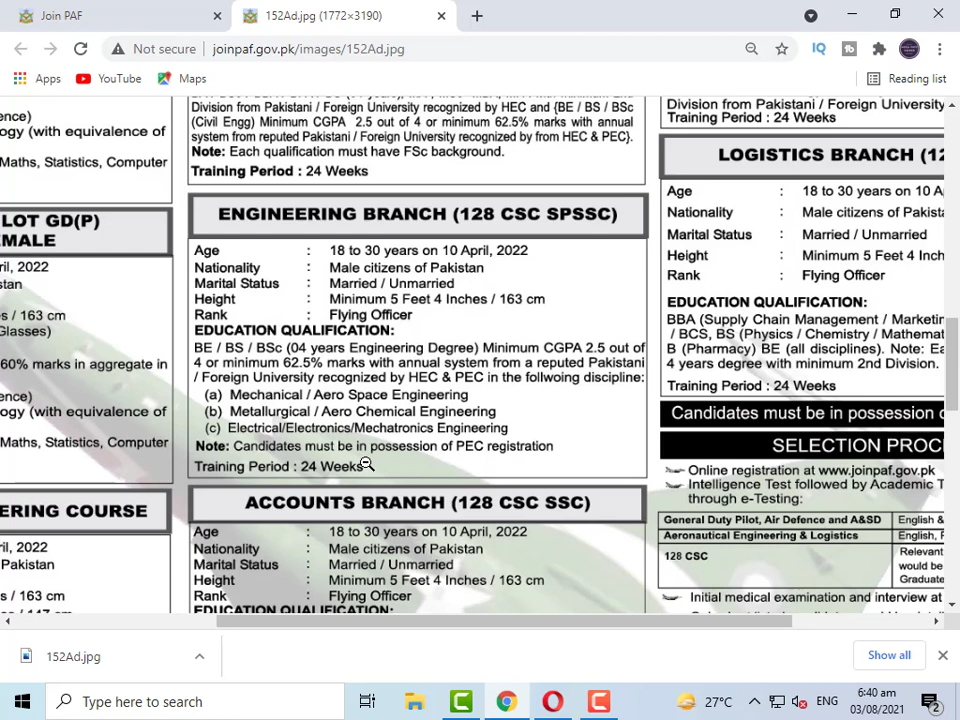 Join PAF
152Ad.jpg (1772×3190)
Not secure
joinpaf.gov.pk/images/152Ad.jpg
Apps
YouTube
Maps
Reading list
ence)
ogy (with equivalence of
Maths, Statistics, Computer
LOT GD(P)
EMALE
ril, 2022
stan
s / 163 cm
Glasses)
60% marks in aggregate in
ence)
ogy (with equivalence of
Maths, Statistics, Computer
ERING COURSE
il, 2022
Pakistan
s / 163 cm
Division from Pakistani / Foreign University recognized by HEC and {BE / BS / BSc
(Civil Engg) Minimum CGPA 2.5 out of 4 or minimum 62.5% marks with annual
system from reputed Pakistani / Foreign University recognized by from HEC & PEC}.
Note: Each qualification must have FSc background.
Training Period : 24 Weeks
ENGINEERING BRANCH (128 CSC SPSSC)
Age : 18 to 30 years on 10 April, 2022
Nationality : Male citizens of Pakistan
Marital Status : Married / Unmarried
Height : Minimum 5 Feet 4 Inches / 163 cm
Rank : Flying Officer
EDUCATION QUALIFICATION:
BE / BS / BSc (04 years Engineering Degree) Minimum CGPA 2.5 out of
4 or minimum 62.5% marks with annual system from a reputed Pakistani
/ Foreign University recognized by HEC & PEC in the follwoing discipline:
(a) Mechanical / Aero Space Engineering
(b) Metallurgical / Aero Chemical Engineering
(c) Electrical/Electronics/Mechatronics Engineering
Note: Candidates must be in possession of PEC registration
Training Period : 24 Weeks
ACCOUNTS BRANCH (128 CSC SSC)
Age : 18 to 30 years on 10 April, 2022
Nationality : Male citizens of Pakistan
Marital Status : Married / Unmarried
Height : Minimum 5 Feet 4 Inches / 163 cm
Rank : Flying Officer
EDUCATION QUALIFICATION:
Division from Pakistani / Foreign University
Training Period : 24 Weeks
LOGISTICS BRANCH (12
Age : 18 to 30 years on 10 A
Nationality : Male citizens of Pakista
Marital Status : Married / Unmarried
Height : Minimum 5 Feet 4 Inch
Rank : Flying Officer
EDUCATION QUALIFICATION:
BBA (Supply Chain Management / Marketin
/ BCS, BS (Physics / Chemistry / Mathemat
B (Pharmacy) BE (all disciplines). Note: Ea
4 years degree with minimum 2nd Division.
Training Period : 24 Weeks
Candidates must be in possession o
SELECTION PROC
Online registration at www.joinpaf.gov.pk
Intelligence Test followed by Academic T
through e-Testing:
General Duty Pilot, Air Defence and A&SD English &
Aeronautical Engineering & Logistics English, P
128 CSC Relevant
would be
Graduate
Initial medical examination and interview at
152Ad.jpg
Show all
Type here to search
27°C
ENG
6:40 am
03/08/2021
2